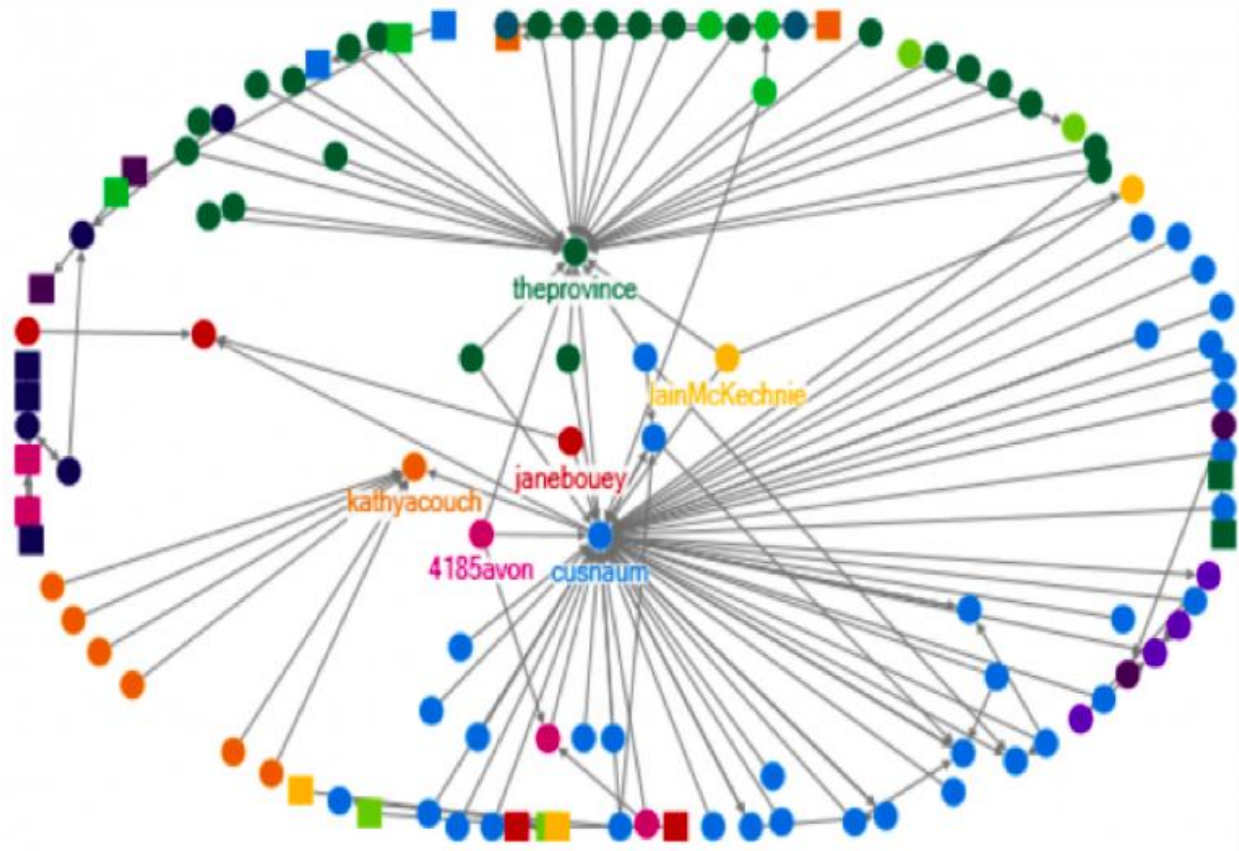 theprovince
IainMcKechnie
janebouey
kathyacouch
4185avon
cusnaum